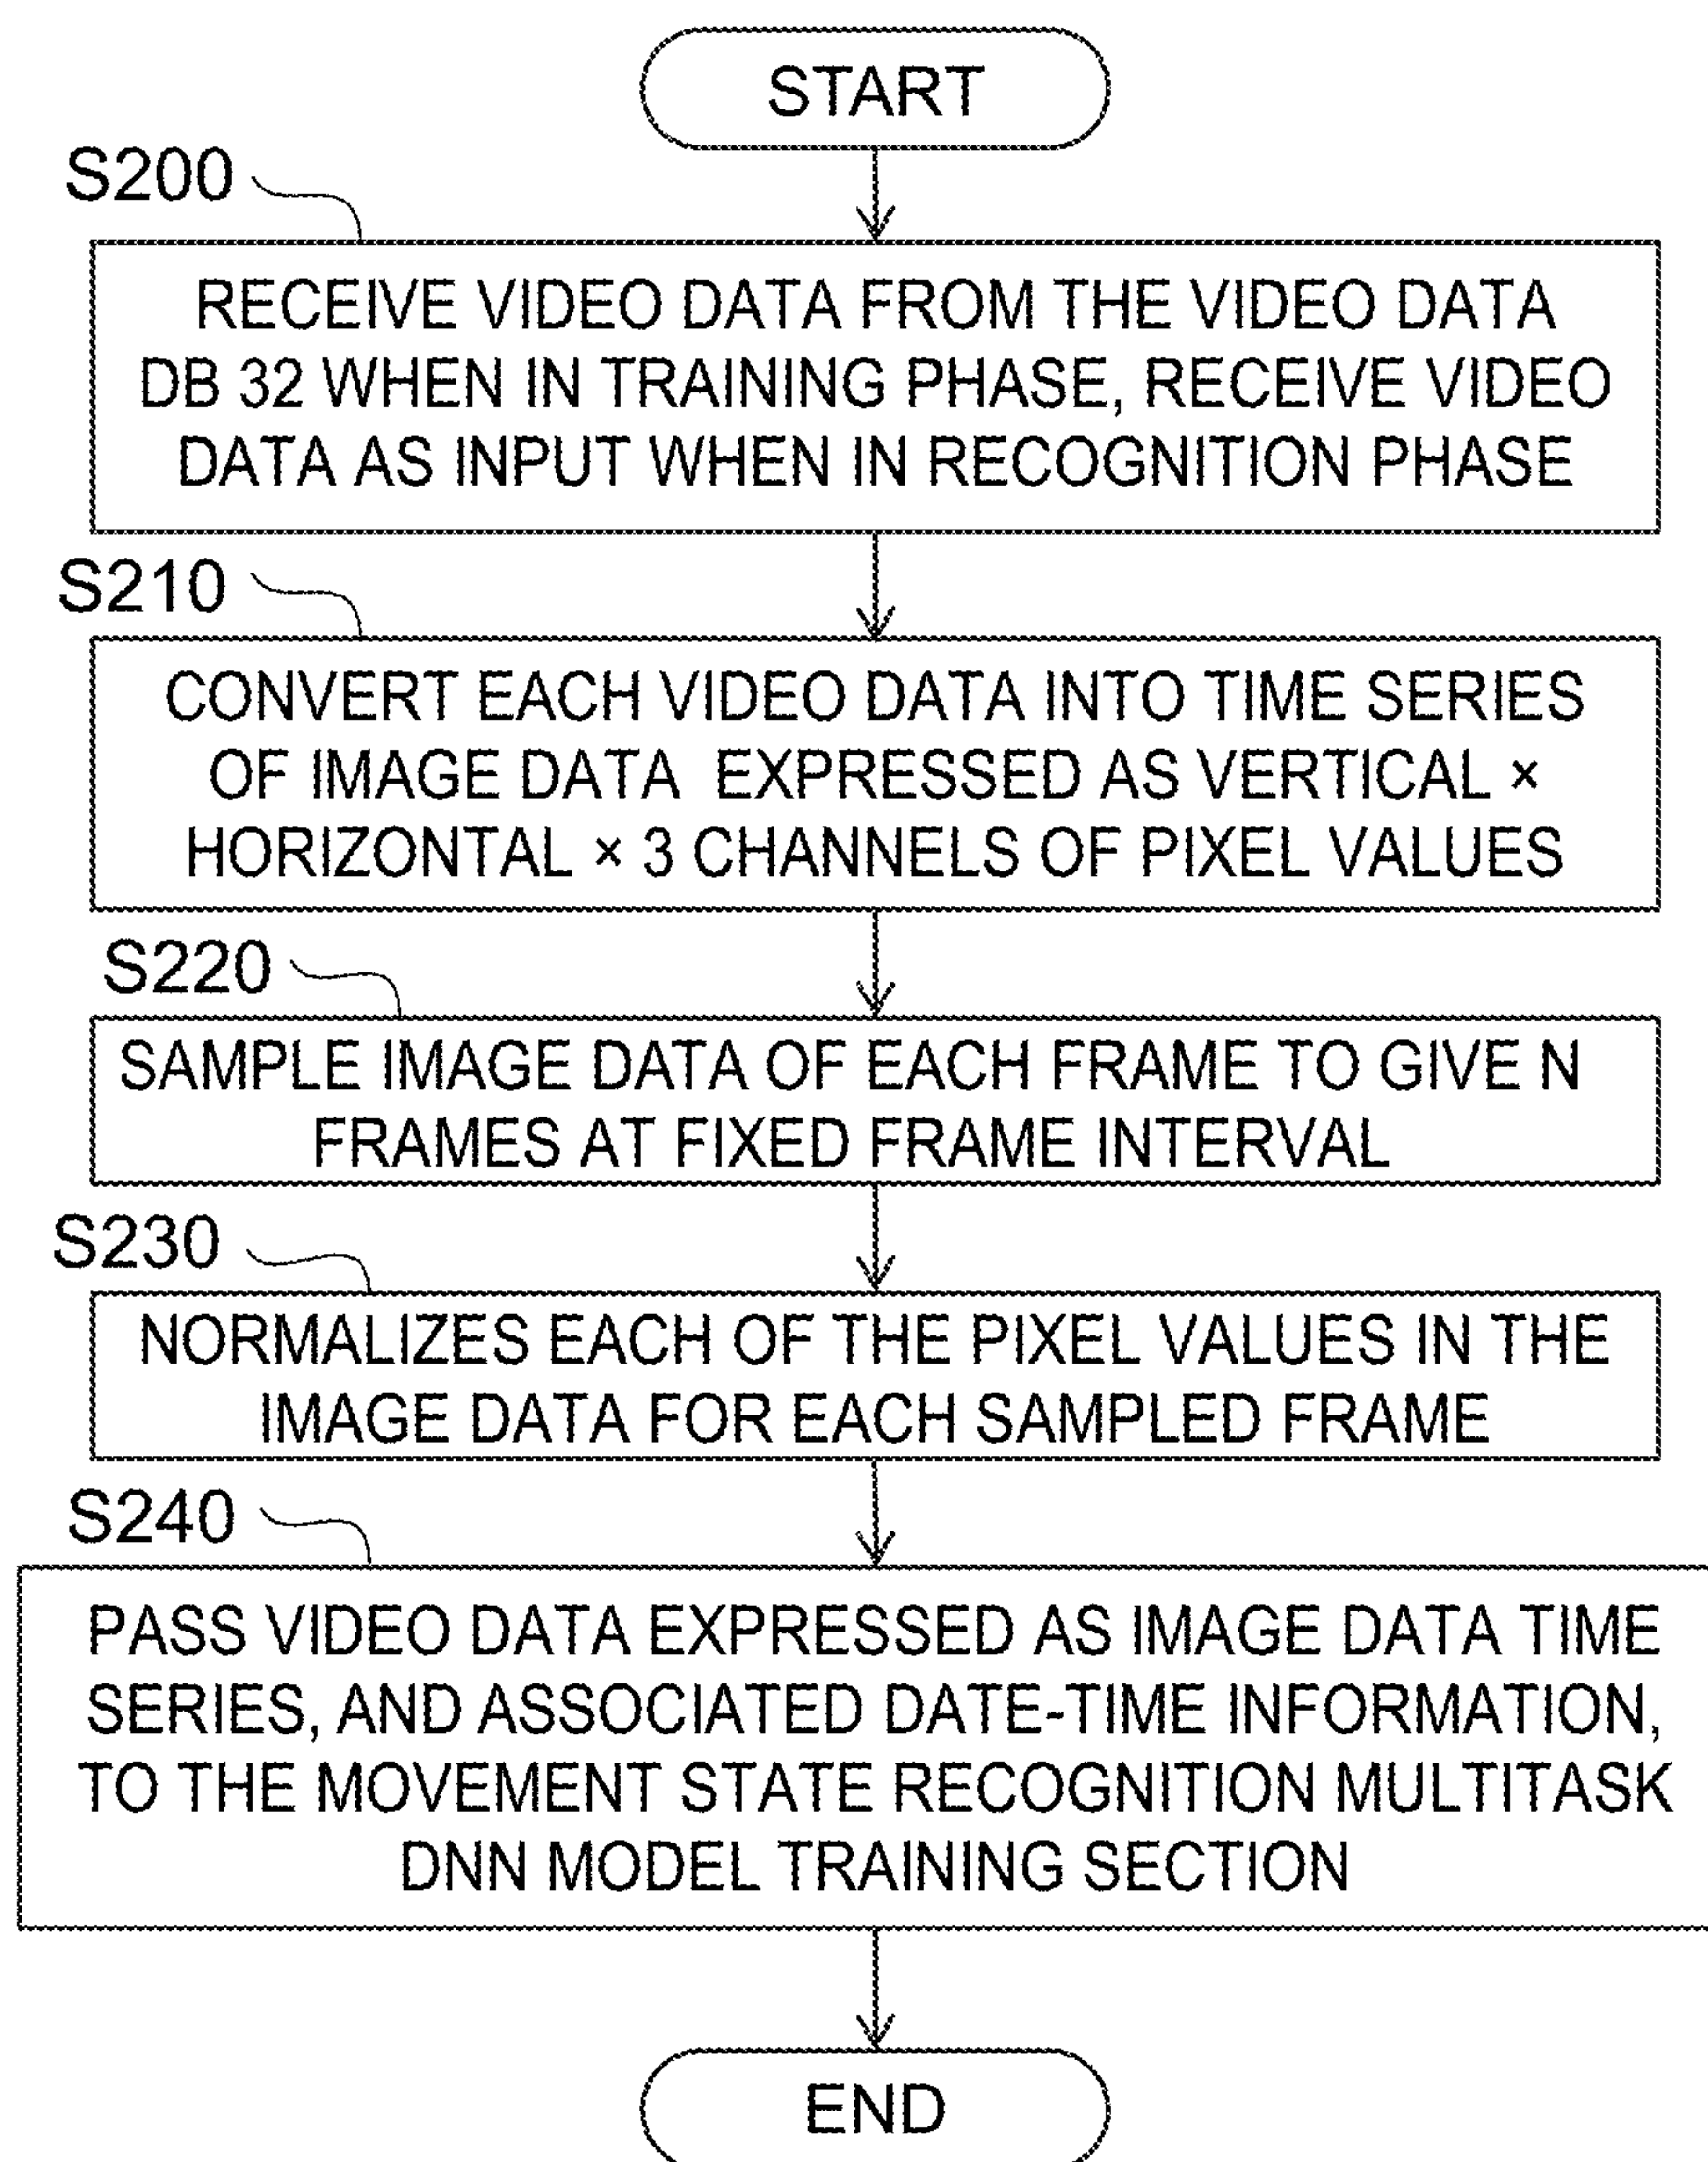 START
S200
RECEIVE VIDEO DATA FROM THE VIDEO DATA
DB 32 WHEN IN TRAINING PHASE, RECEIVE VIDEO
DATA AS INPUT WHEN IN RECOGNITION PHASE
S210
CONVERT EACH VIDEO DATA INTO TIME SERIES
OF IMAGE DATA EXPRESSED AS VERTICAL ×
HORIZONTAL × 3 CHANNELS OF PIXEL VALUES
S220
SAMPLE IMAGE DATA OF EACH FRAME TO GIVE N
FRAMES AT FIXED FRAME INTERVAL
S230
NORMALIZES EACH OF THE PIXEL VALUES IN THE
IMAGE DATA FOR EACH SAMPLED FRAME
S240
PASS VIDEO DATA EXPRESSED AS IMAGE DATA TIME
SERIES, AND ASSOCIATED DATE-TIME INFORMATION,
TO THE MOVEMENT STATE RECOGNITION MULTITASK
DNN MODEL TRAINING SECTION
END